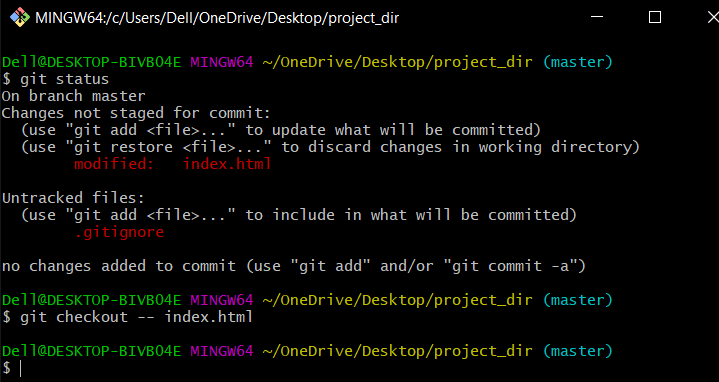 MINGW64:/c/Users/Dell/OneDrive/Desktop/project_dir
Dell@DESKTOP-BIVBO4E MINGW64 ~/OneDrive/Desktop/project_dir (master)
$ git status
On branch master
Changes not staged for commit:
  (use "git add <file>..." to update what will be committed)
  (use "git restore <file>..." to discard changes in working directory)
        modified:   index.html
Untracked files:
  (use "git add <file>..." to include in what will be committed)
        .gitignore
no changes added to commit (use "git add" and/or "git commit -a")
Dell@DESKTOP-BIVBO4E MINGW64 ~/OneDrive/Desktop/project_dir (master)
$ git checkout -- index.html
Dell@DESKTOP-BIVBO4E MINGW64 ~/OneDrive/Desktop/project_dir (master)
$